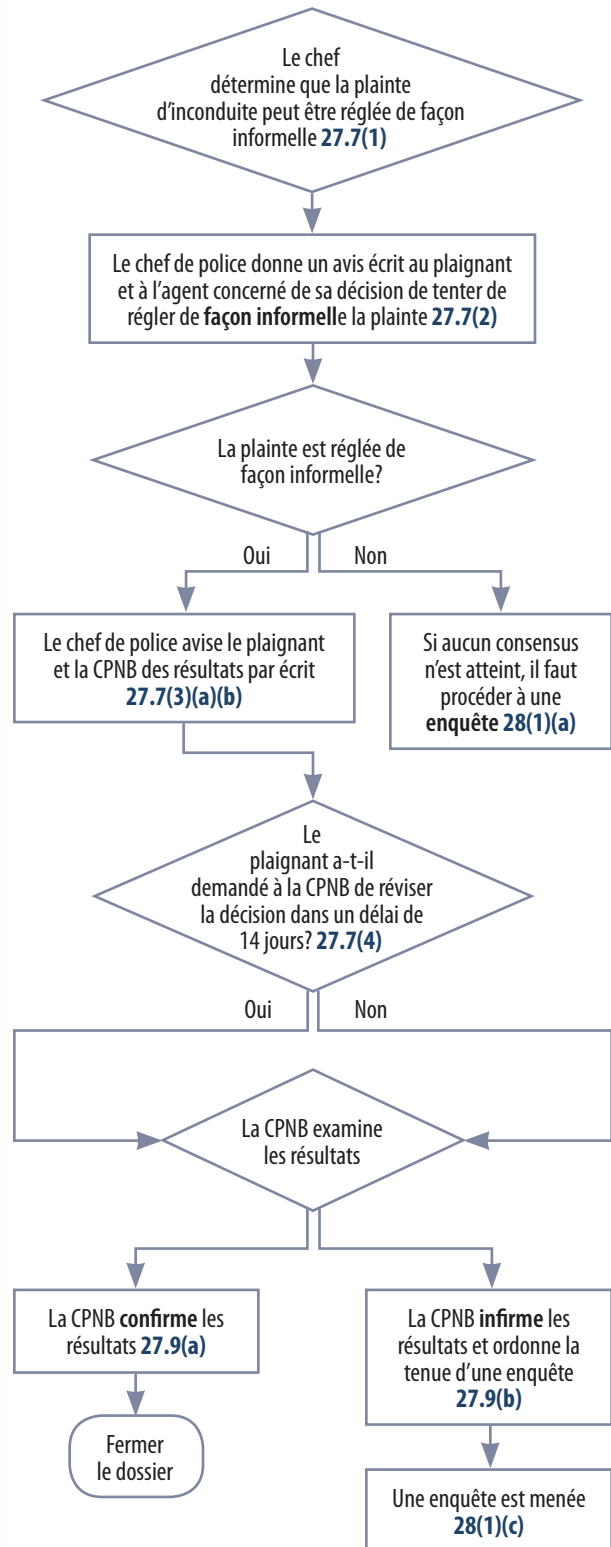 Le chef
détermine que la plainte
d'inconduite peut être réglée de façon
informelle 27.7(1)
Le chef de police donne un avis écrit au plaignant
et à l'agent concerné de sa décision de tenter de
régler de façon informelle la plainte 27.7(2)
La plainte est réglée de
façon informelle?
Oui
Non
Le chef de police avise le plaignant
et la CPNB des résultats par écrit
27.7(3)(a)(b)
Si aucun consensus
n'est atteint, il faut
procéder à une
enquête 28(1)(a)
Le
plaignant a-t-il
demandé à la CPNB de réviser
la décision dans un délai de
14 jours? 27.7(4)
Oui
Non
La CPNB examine
les résultats
La CPNB confirme les
résultats 27.9(a)
La CPNB infirme les
résultats et ordonne la
tenue d'une enquête
27.9(b)
Fermer
le dossier
Une enquête est menée
28(1)(c)